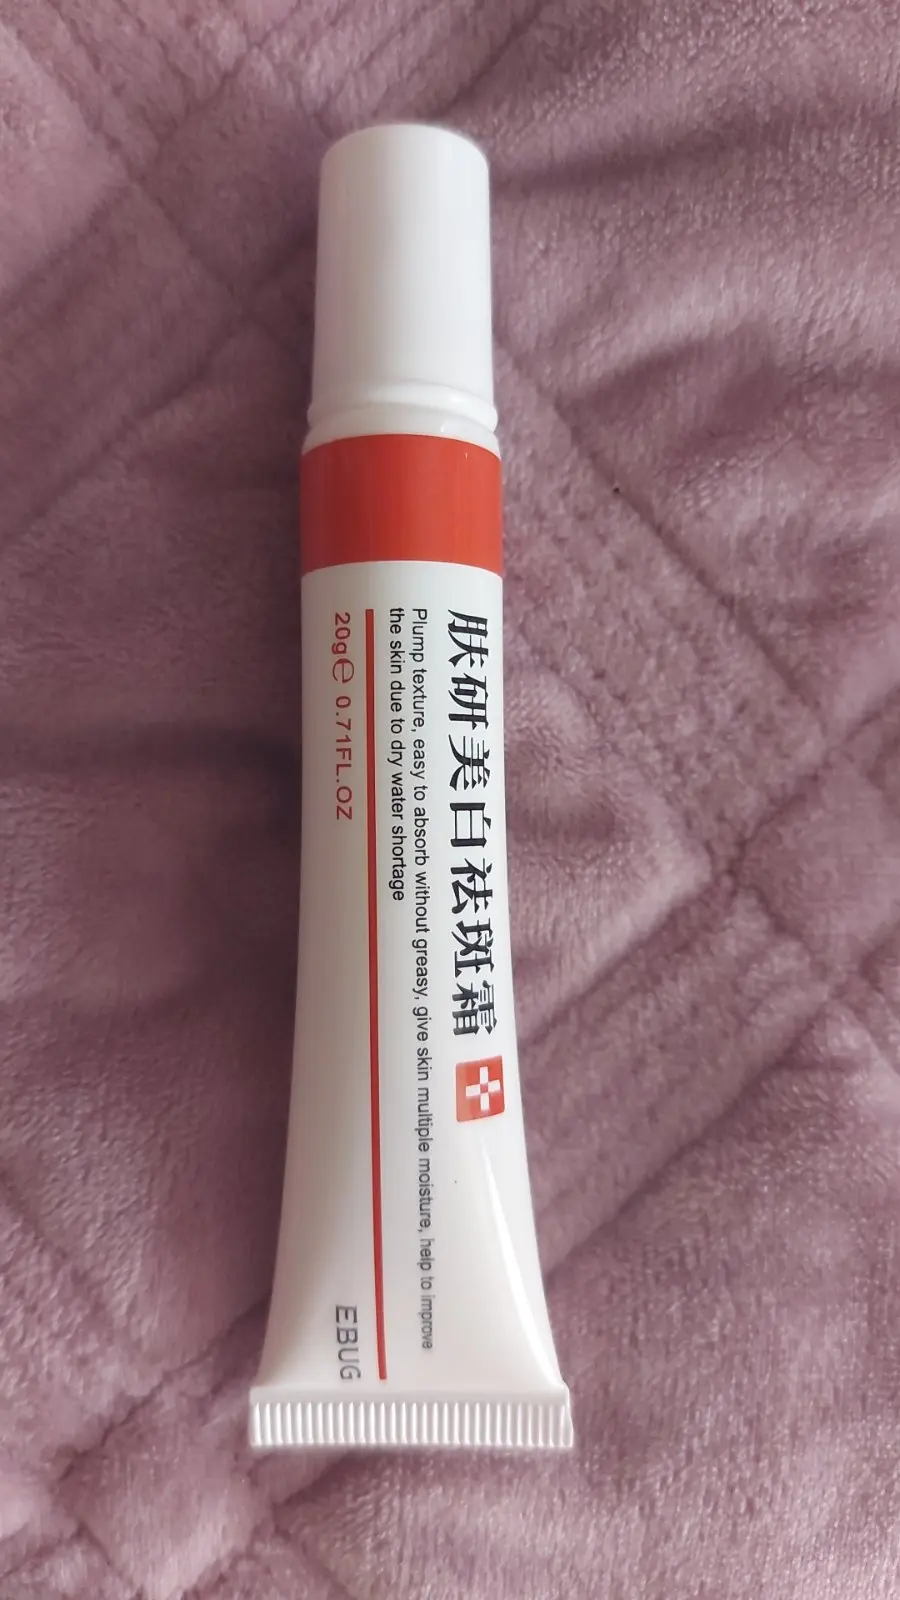 肤研美白祛斑霜
Plump texture, easy to absorb without greasy, give skin multiple moisture, help to improve
the skin due to dry water shortage
20g℮ 0.71FL.OZ
EBUG